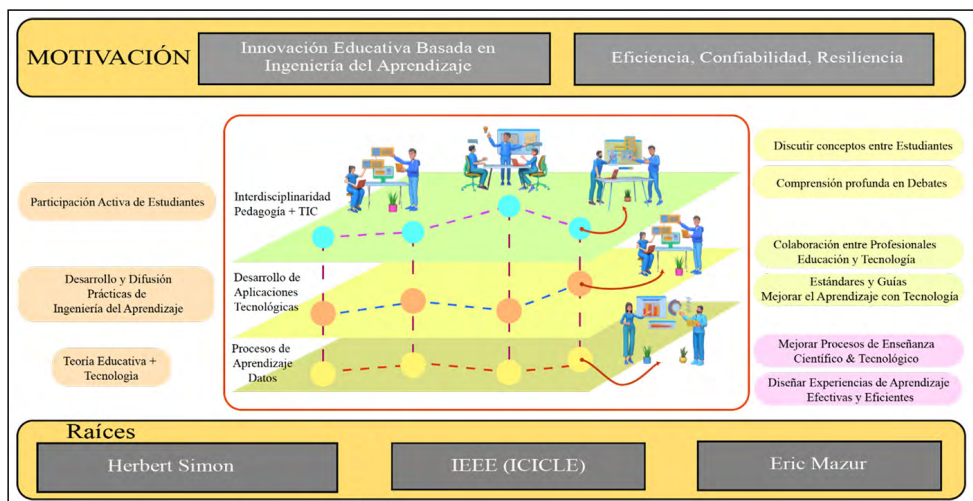 MOTIVACIÓN
Innovación Educativa Basada en
Ingeniería del Aprendizaje
Eficiencia, Confiabilidad, Resiliencia
Participación Activa de Estudiantes
Desarrollo y Difusión
Prácticas de
Ingeniería del Aprendizaje
Teoría Educativa +
Tecnología
Interdisciplinaridad
Pedagogía + TIC
Desarrollo de
Aplicaciones
Tecnológicas
Procesos de
Aprendizaje
Datos
Discutir conceptos entre Estudiantes
Comprensión profunda en Debates
Colaboración entre Profesionales
Educación y Tecnología
Estándares y Guías
Mejorar el Aprendizaje con Tecnología
Mejorar Procesos de Enseñanza
Científico & Tecnológico
Diseñar Experiencias de Aprendizaje
Efectivas y Eficientes
Raíces
Herbert Simon
IEEE (ICICLE)
Eric Mazur